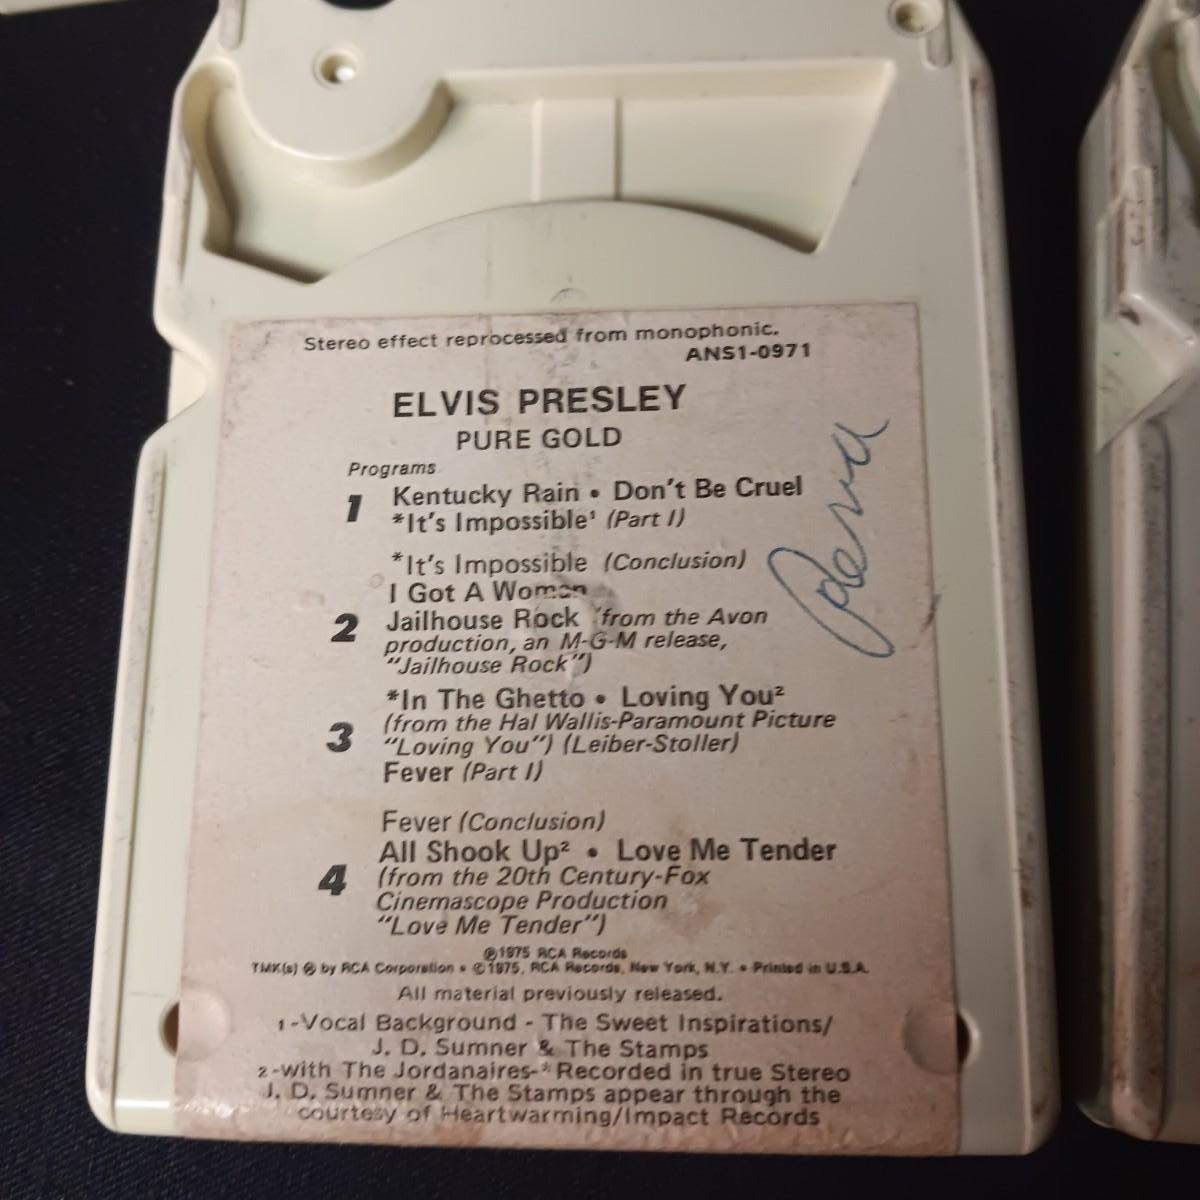 Stereo effect reprocessed from monophonic.
ANS1-0971
ELVIS PRESLEY
PURE GOLD
Programs
1
Kentucky Rain • Don't Be Cruel
*It's Impossible¹ (Part I)
*It's Impossible (Conclusion)
I Got A Woman
2
Jailhouse Rock (from the Avon
production, an M-G-M release,
"Jailhouse Rock")
*In The Ghetto • Loving You²
3
(from the Hal Wallis-Paramount Picture
"Loving You") (Leiber-Stoller)
Fever (Part I)
Fever (Conclusion)
All Shook Up² • Love Me Tender
4
(from the 20th Century-Fox
Cinemascope Production
"Love Me Tender")
℗1975 RCA Records
TMK(s) ® by RCA Corporation • ©1975, RCA Records, New York, N.Y. • Printed in U.S.A.
All material previously released.
1-Vocal Background - The Sweet Inspirations/
J. D. Sumner & The Stamps
2-with The Jordanaires-*Recorded in true Stereo
J. D. Sumner & The Stamps appear through the
courtesy of Heartwarming/Impact Records